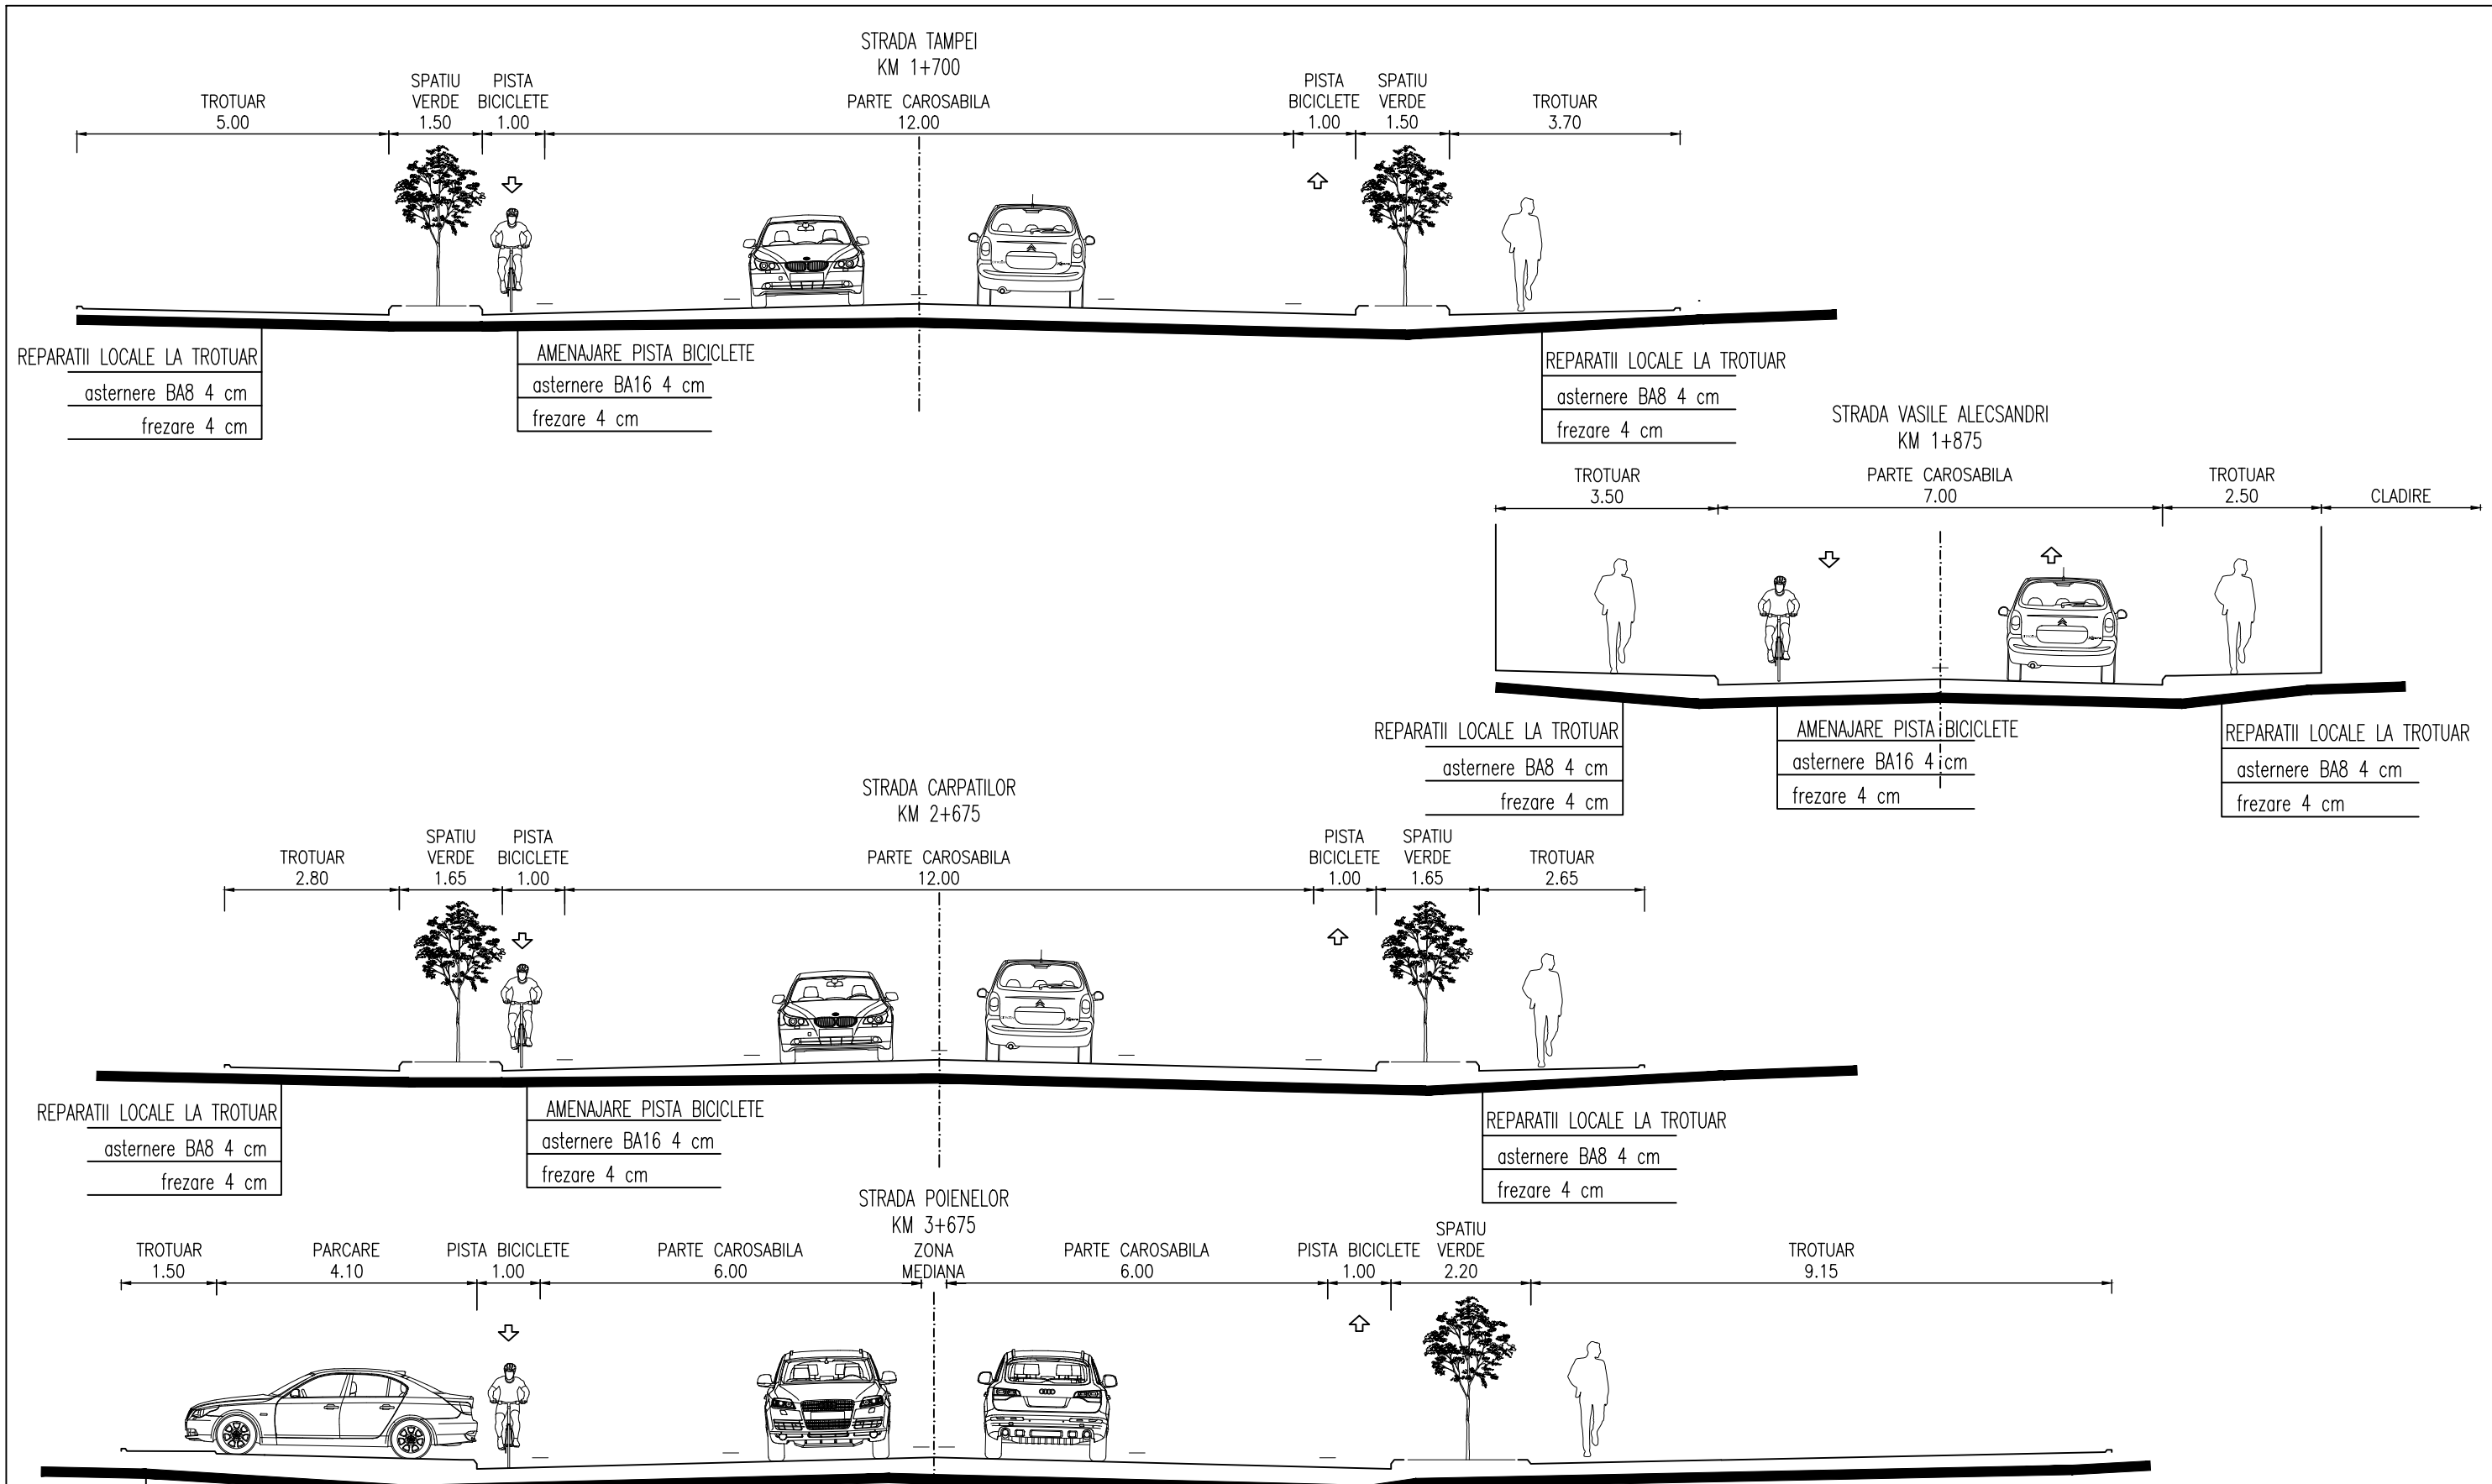 STRADA TAMPEI
KM 1+700
TROTUAR
5.00
SPATIU
VERDE
1.50
PISTA
BICICLETE
1.00
PARTE CAROSABILA
12.00
PISTA
BICICLETE
1.00
SPATIU
VERDE
1.50
TROTUAR
3.70
REPARATII LOCALE LA TROTUAR
asternere BA8 4 cm
frezare 4 cm
AMENAJARE PISTA BICICLETE
asternere BA16 4 cm
frezare 4 cm
REPARATII LOCALE LA TROTUAR
asternere BA8 4 cm
frezare 4 cm
STRADA VASILE ALECSANDRI
KM 1+875
TROTUAR
3.50
PARTE CAROSABILA
7.00
TROTUAR
2.50
CLADIRE
REPARATII LOCALE LA TROTUAR
asternere BA8 4 cm
frezare 4 cm
AMENAJARE PISTA BICICLETE
asternere BA16 4 cm
frezare 4 cm
REPARATII LOCALE LA TROTUAR
asternere BA8 4 cm
frezare 4 cm
STRADA CARPATILOR
KM 2+675
TROTUAR
2.80
SPATIU
VERDE
1.65
PISTA
BICICLETE
1.00
PARTE CAROSABILA
12.00
PISTA
BICICLETE
1.00
SPATIU
VERDE
1.65
TROTUAR
2.65
REPARATII LOCALE LA TROTUAR
asternere BA8 4 cm
frezare 4 cm
AMENAJARE PISTA BICICLETE
asternere BA16 4 cm
frezare 4 cm
REPARATII LOCALE LA TROTUAR
asternere BA8 4 cm
frezare 4 cm
STRADA POIENELOR
KM 3+675
TROTUAR
1.50
PARCARE
4.10
PISTA BICICLETE
1.00
PARTE CAROSABILA
6.00
ZONA
MEDIANA
PARTE CAROSABILA
6.00
PISTA BICICLETE
1.00
SPATIU
VERDE
2.20
TROTUAR
9.15